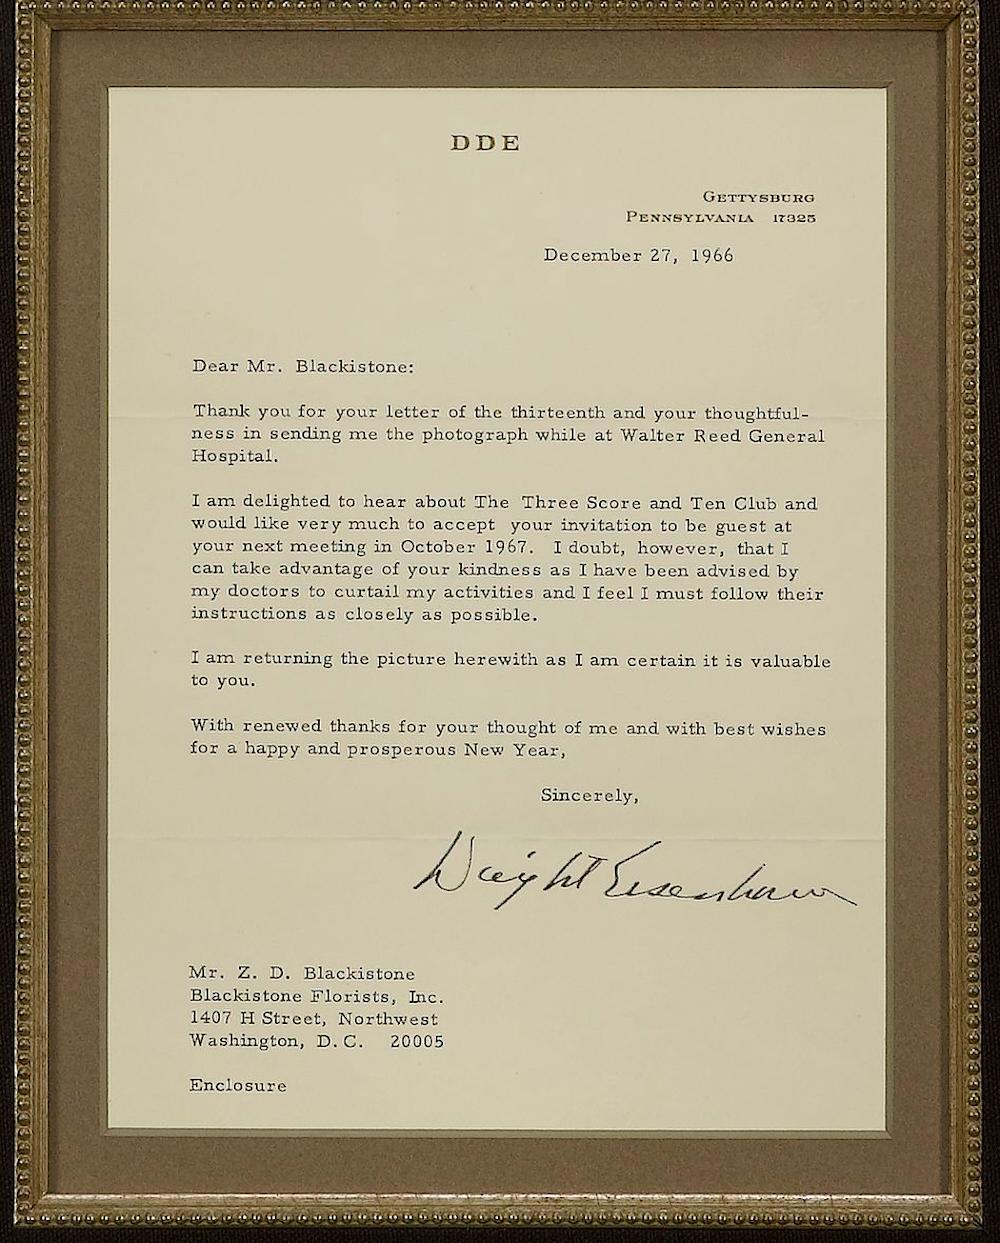 DDE
GETTYSBURG
PENNSYLVANIA 17325
December 27, 1966
Dear Mr. Blackistone:
Thank you for your letter of the thirteenth and your thoughtful-
ness in sending me the photograph while at Walter Reed General
Hospital.
I am delighted to hear about The Three Score and Ten Club and
would like very much to accept your invitation to be guest at
your next meeting in October 1967. I doubt, however, that I
can take advantage of your kindness as I have been advised by
my doctors to curtail my activities and I feel I must follow their
instructions as closely as possible.
I am returning the picture herewith as I am certain it is valuable
to you.
With renewed thanks for your thought of me and with best wishes
for a happy and prosperous New Year,
Sincerely,
Dwight Eisenhower
Mr. Z. D. Blackistone
Blackistone Florists, Inc.
1407 H Street, Northwest
Washington, D. C. 20005
Enclosure